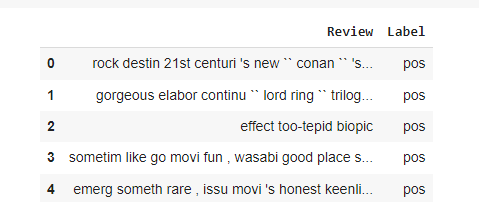 Review Label
0 rock destin 21st centuri 's new `` conan `` 's... pos
1 gorgeous elabor continu `` lord ring `` trilog... pos
2 effect too-tepid biopic pos
3 sometim like go movi fun , wasabi good place s... pos
4 emerg someth rare , issu movi 's honest keenli... pos